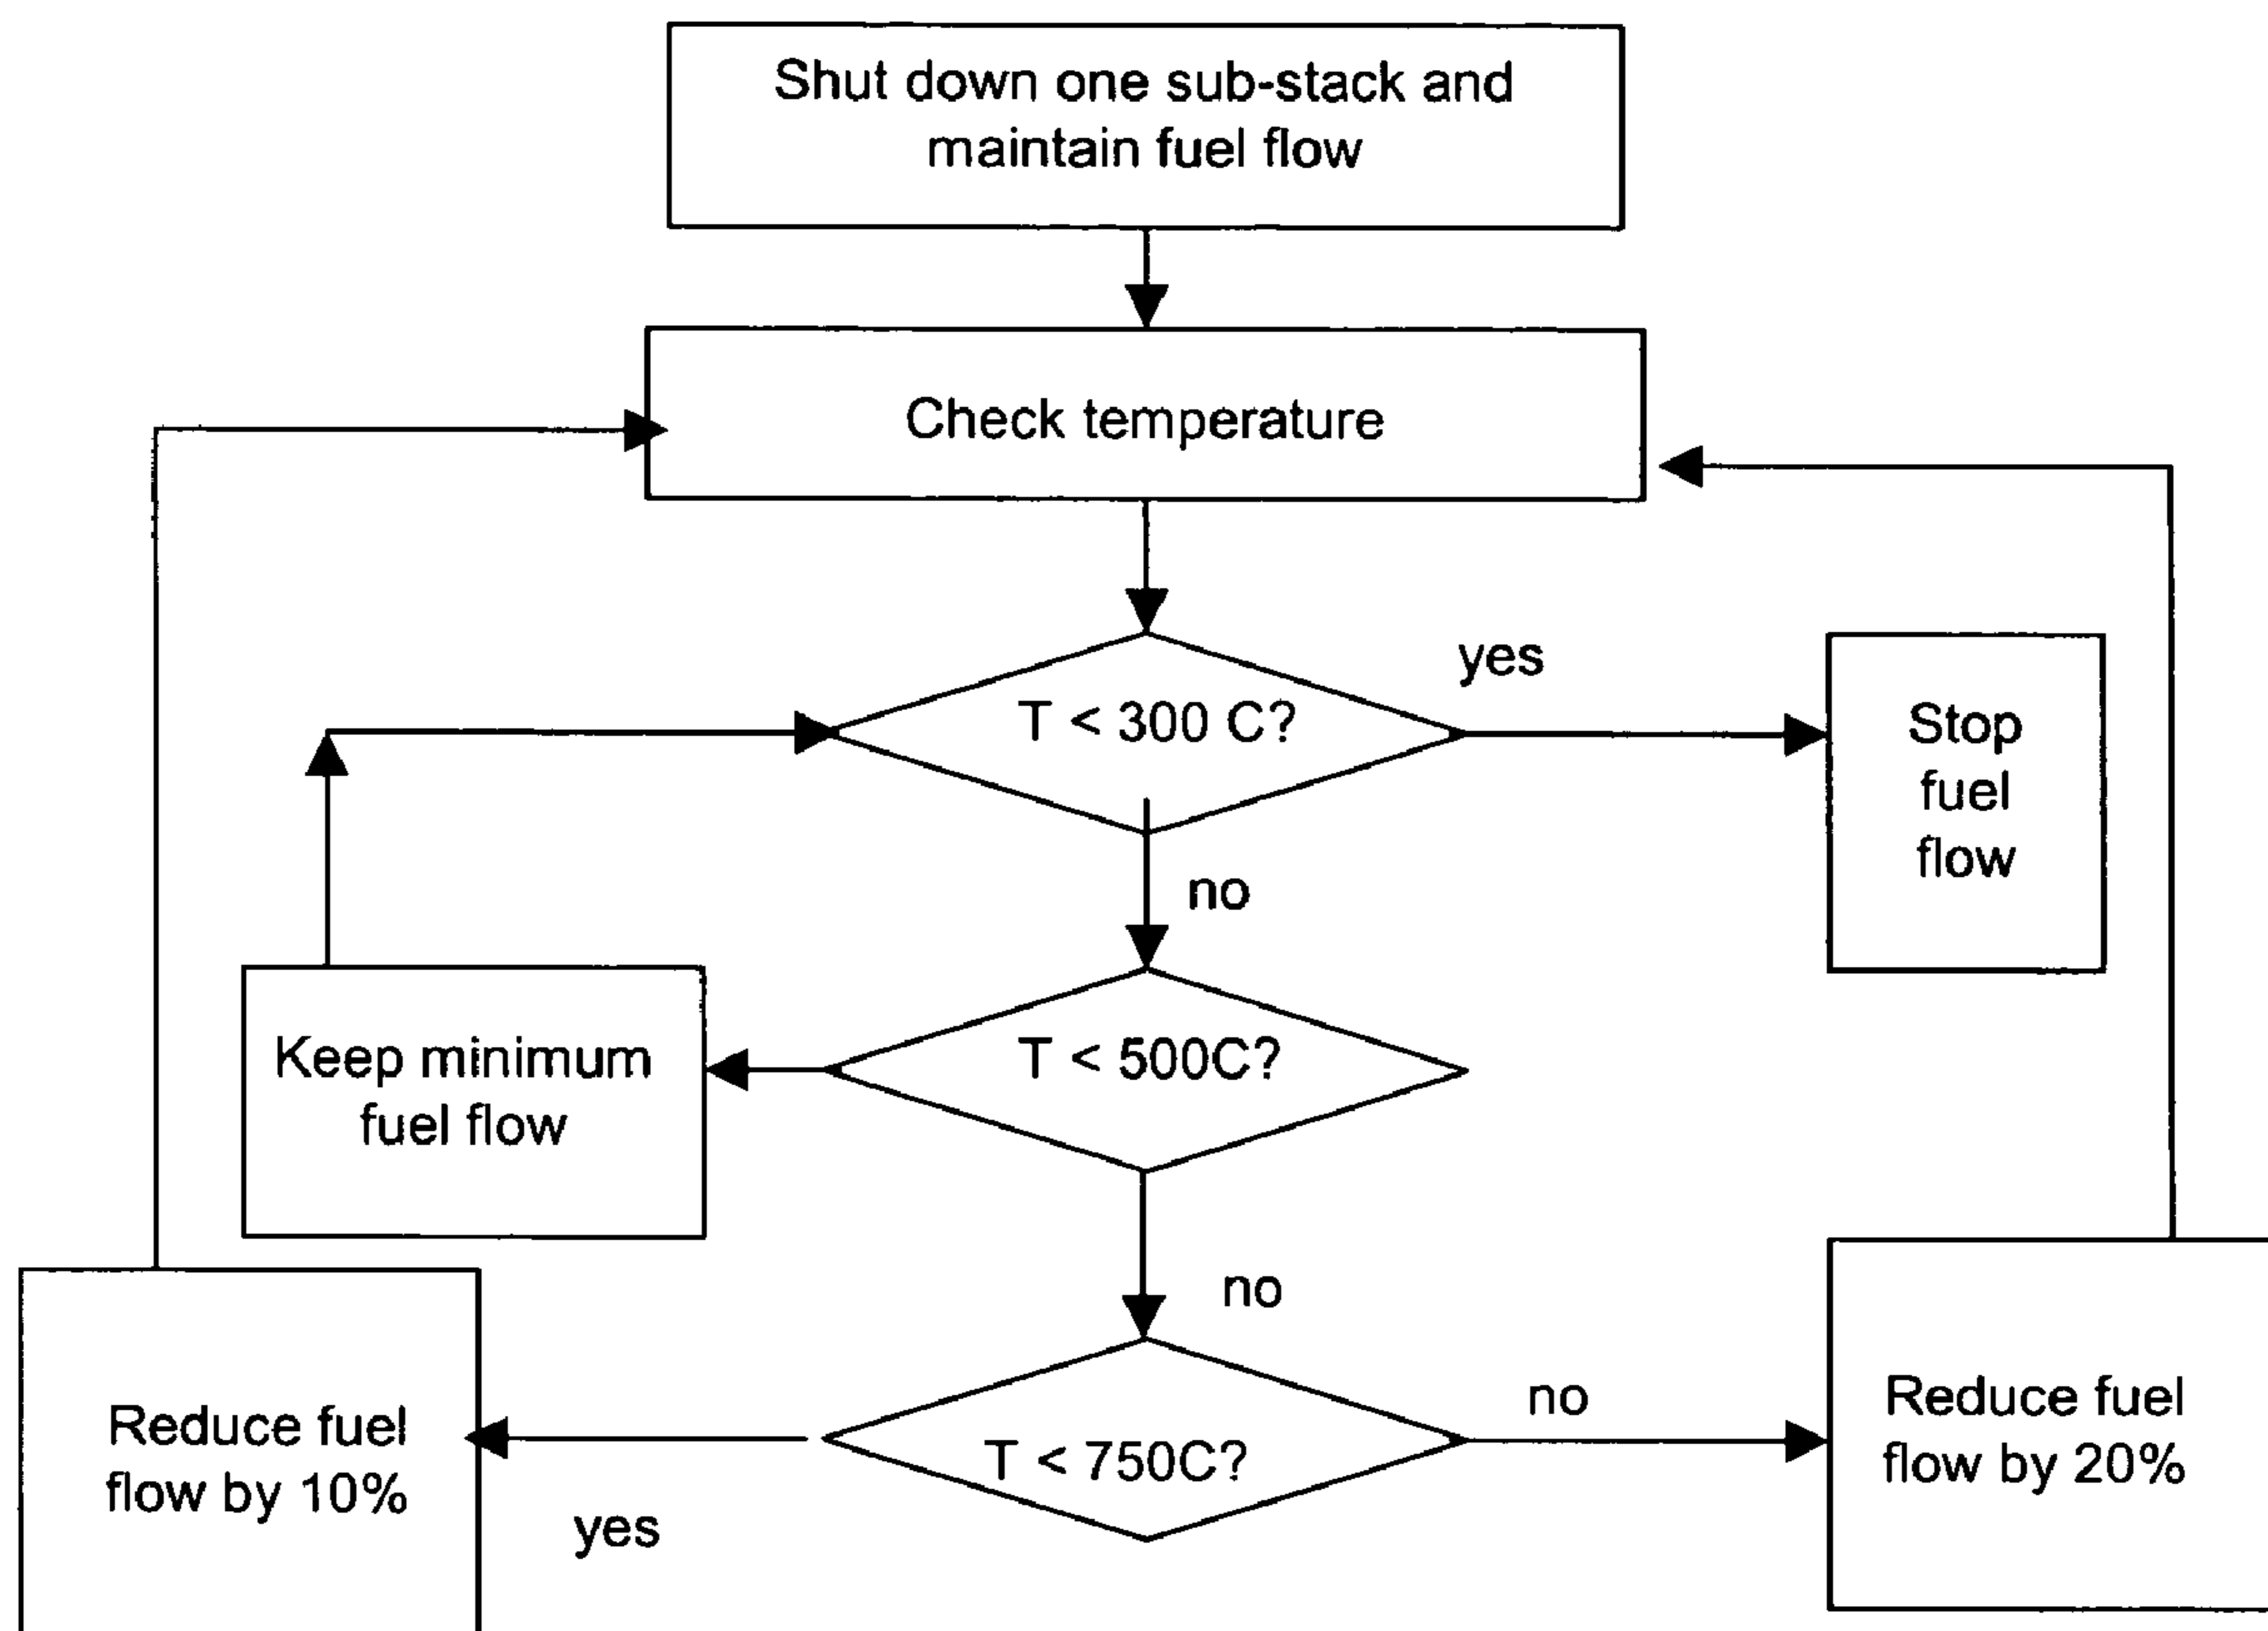 Shut down one sub-stack and
maintain fuel flow
Check temperature
T < 300 C?
yes
Stop
fuel
flow
no
Keep minimum
fuel flow
T < 500C?
no
Reduce fuel
flow by 10%
yes
T < 750C?
no
Reduce fuel
flow by 20%